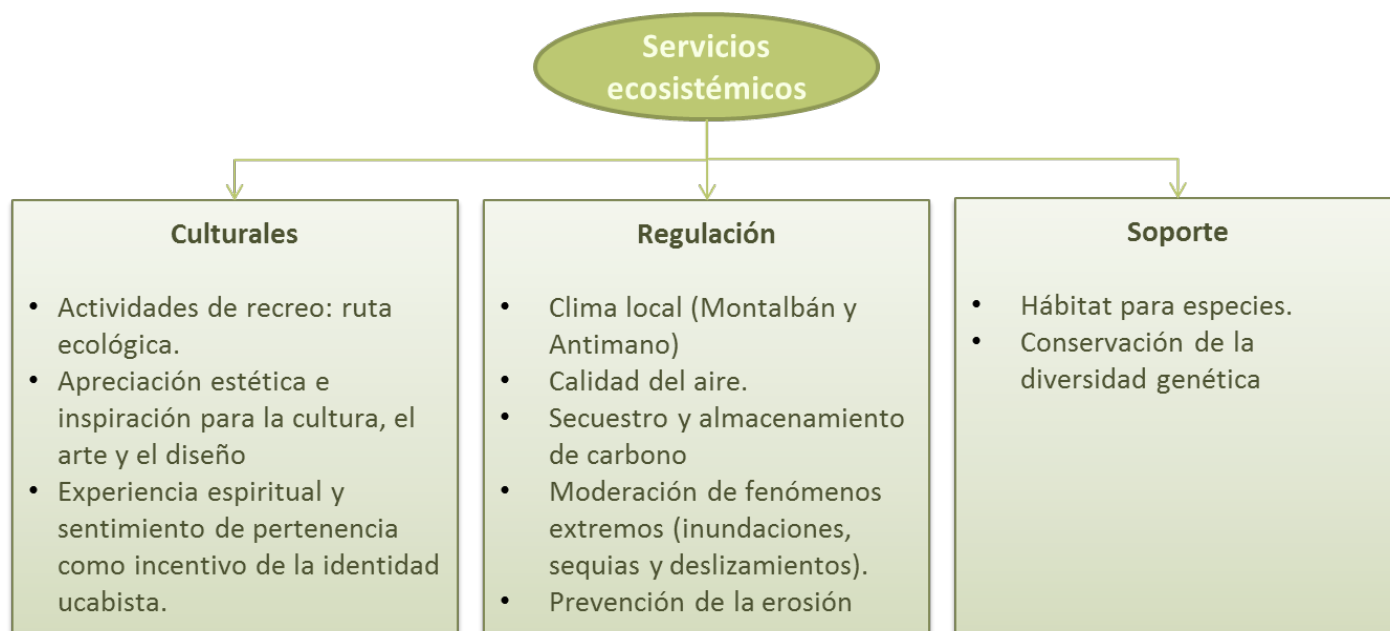 Servicios
ecosistémicos
Culturales
• Actividades de recreo: ruta
ecológica.
• Apreciación estética e
inspiración para la cultura, el
arte y el diseño
• Experiencia espiritual y
sentimiento de pertenencia
como incentivo de la identidad
ucabista.
Regulación
• Clima local (Montalbán y
Antimano)
• Calidad del aire.
• Secuestro y almacenamiento
de carbono
• Moderación de fenómenos
extremos (inundaciones,
sequias y deslizamientos).
• Prevención de la erosión
Soporte
• Hábitat para especies.
• Conservación de la
diversidad genética